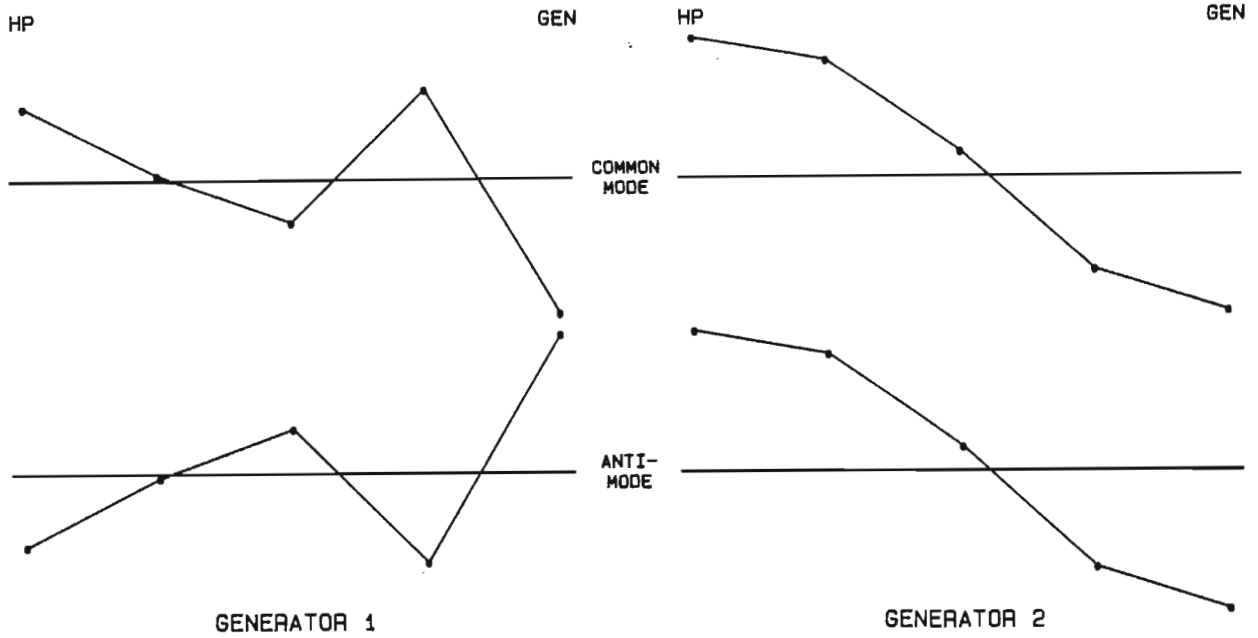 HP
GEN
HP
GEN
COMMON
MODE
ANTI-
MODE
GENERATOR 1
GENERATOR 2